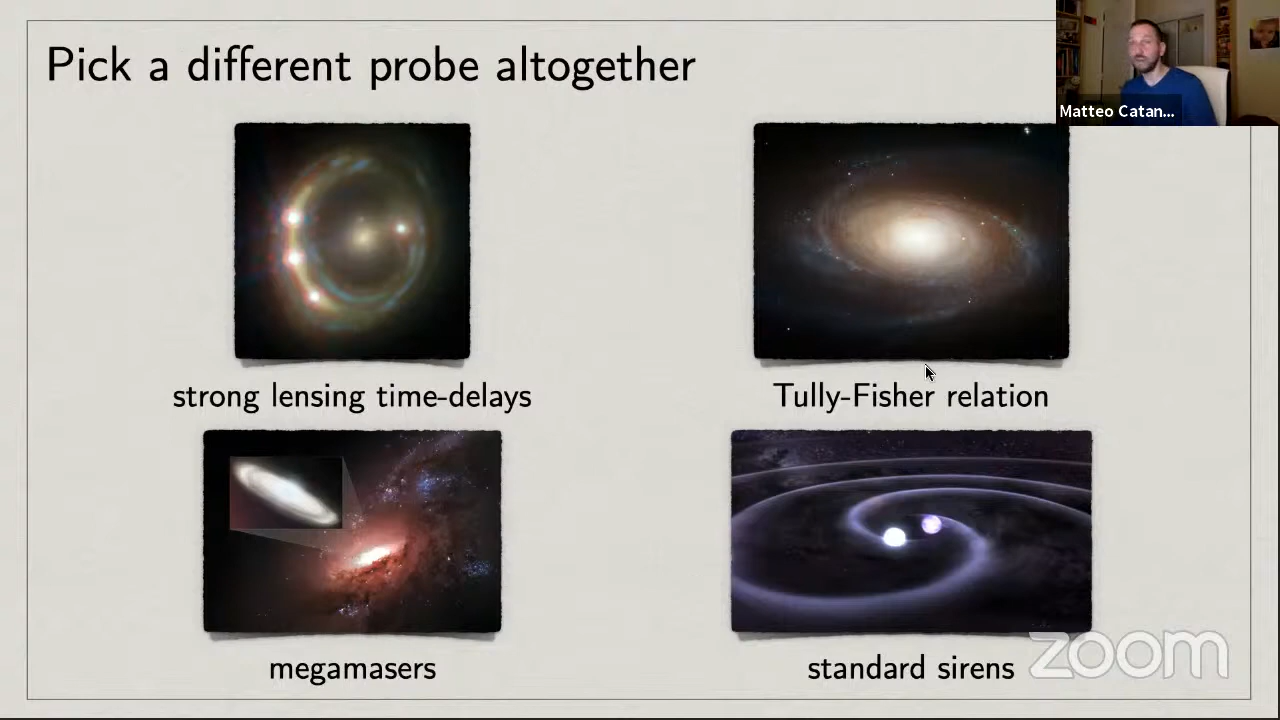 Pick a different probe altogether
Matteo Catan...
strong lensing time-delays
Tully-Fisher relation
megamasers
standard sirens
zoom